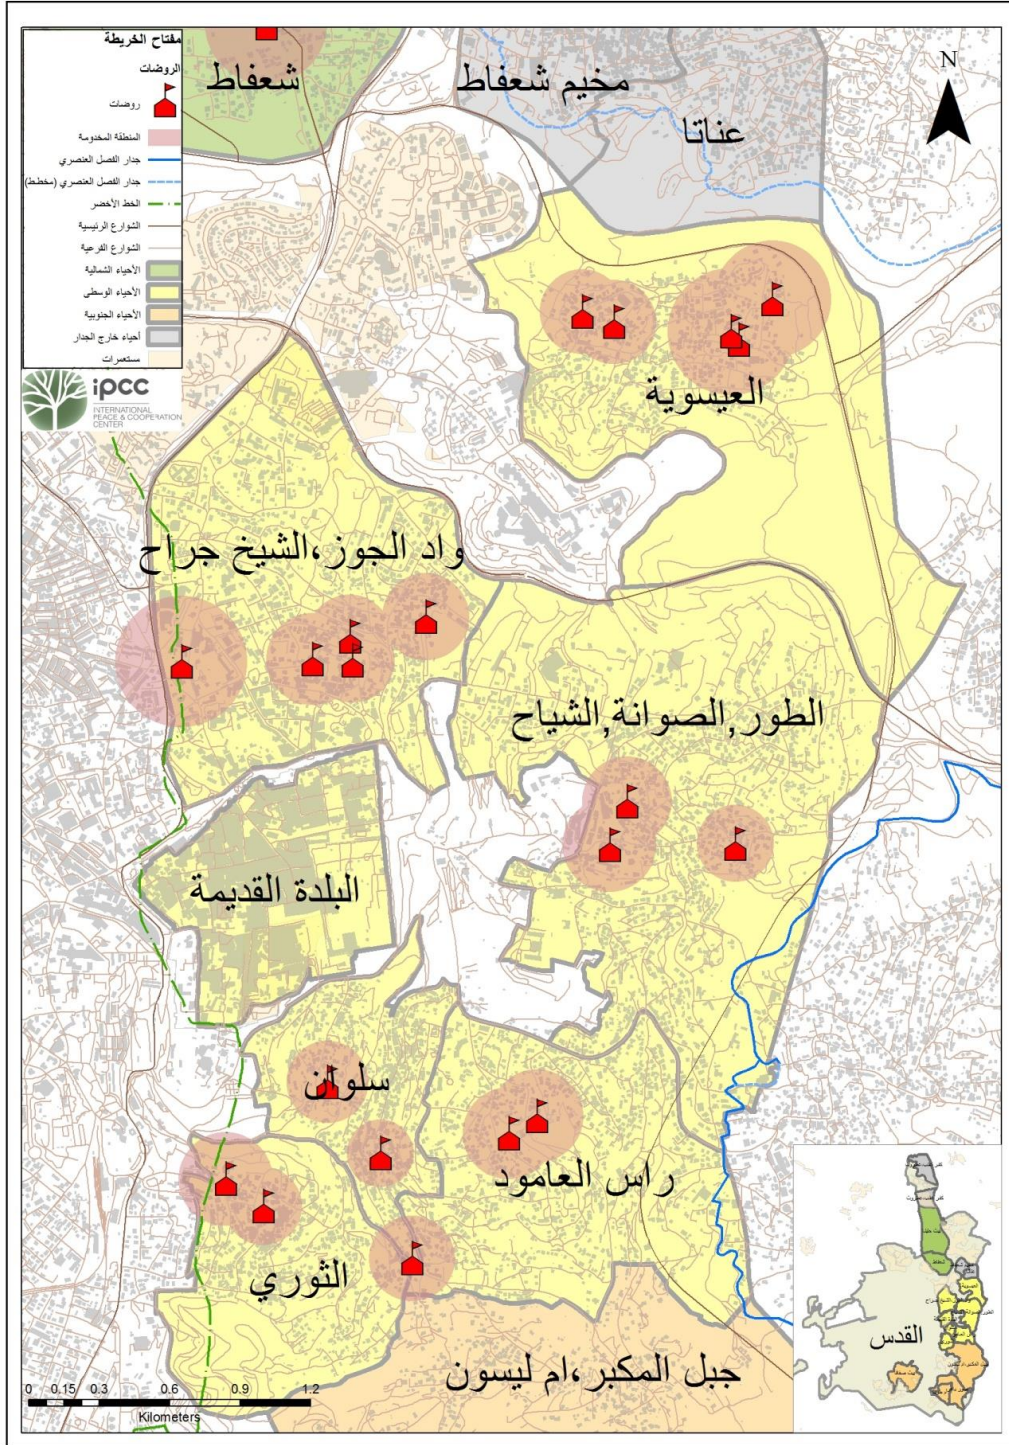 مفتاح الخريطة
الروضات
روضات
المنطقة المخدومة
جدار الفصل العنصري
جدار الفصل العنصري (مخطط)
الخط الأخضر
الشوارع الرئيسية
الشوارع الفرعية
الأحياء الشمالية
الأحياء الوسطى
الأحياء الجنوبية
أحياء خارج الجدار
مستعمرات
ipcc
INTERNATIONAL
PEACE & COOPERATION
CENTER
N
شعفاط
مخيم شعفاط
عناتا
العيسوية
واد الجوز،الشيخ جراح
الطور,الصوانة,الشياح
البلدة القديمة
سلوان
راس العامود
الثوري
جبل المكبر،ام ليسون
0 0.15 0.3 0.6 0.9 1.2
Kilometers
شعفاط
العيسوية
القدس